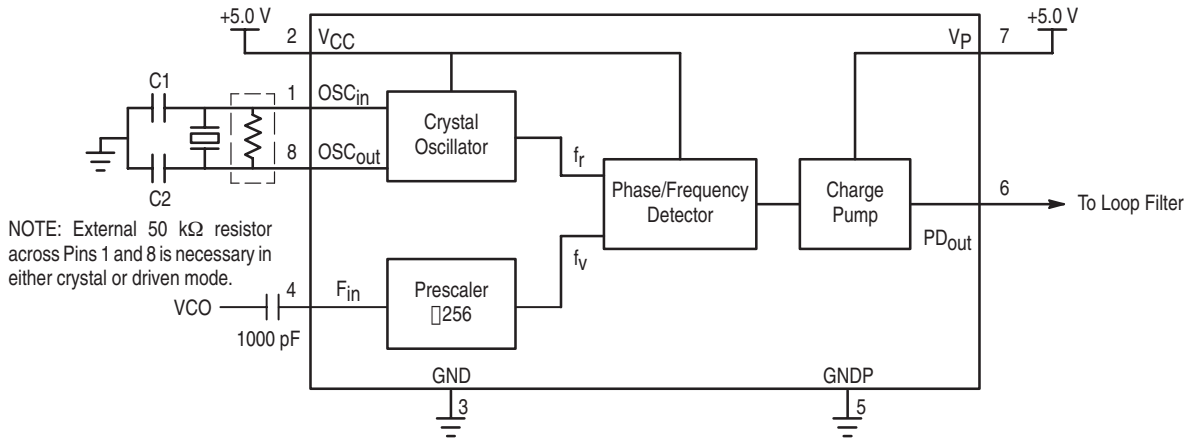 +5.0 V
+5.0 V
2
VCC
VP
7
C1
1
OSCin
Crystal
Oscillator
8
OSCout
C2
fr
Phase/Frequency
Detector
Charge
Pump
6
To Loop Filter
PDout
NOTE: External 50 kΩ resistor
across Pins 1 and 8 is necessary in
either crystal or driven mode.
fv
VCO
4
Fin
Prescaler
▯256
1000 pF
GND
GNDP
3
5